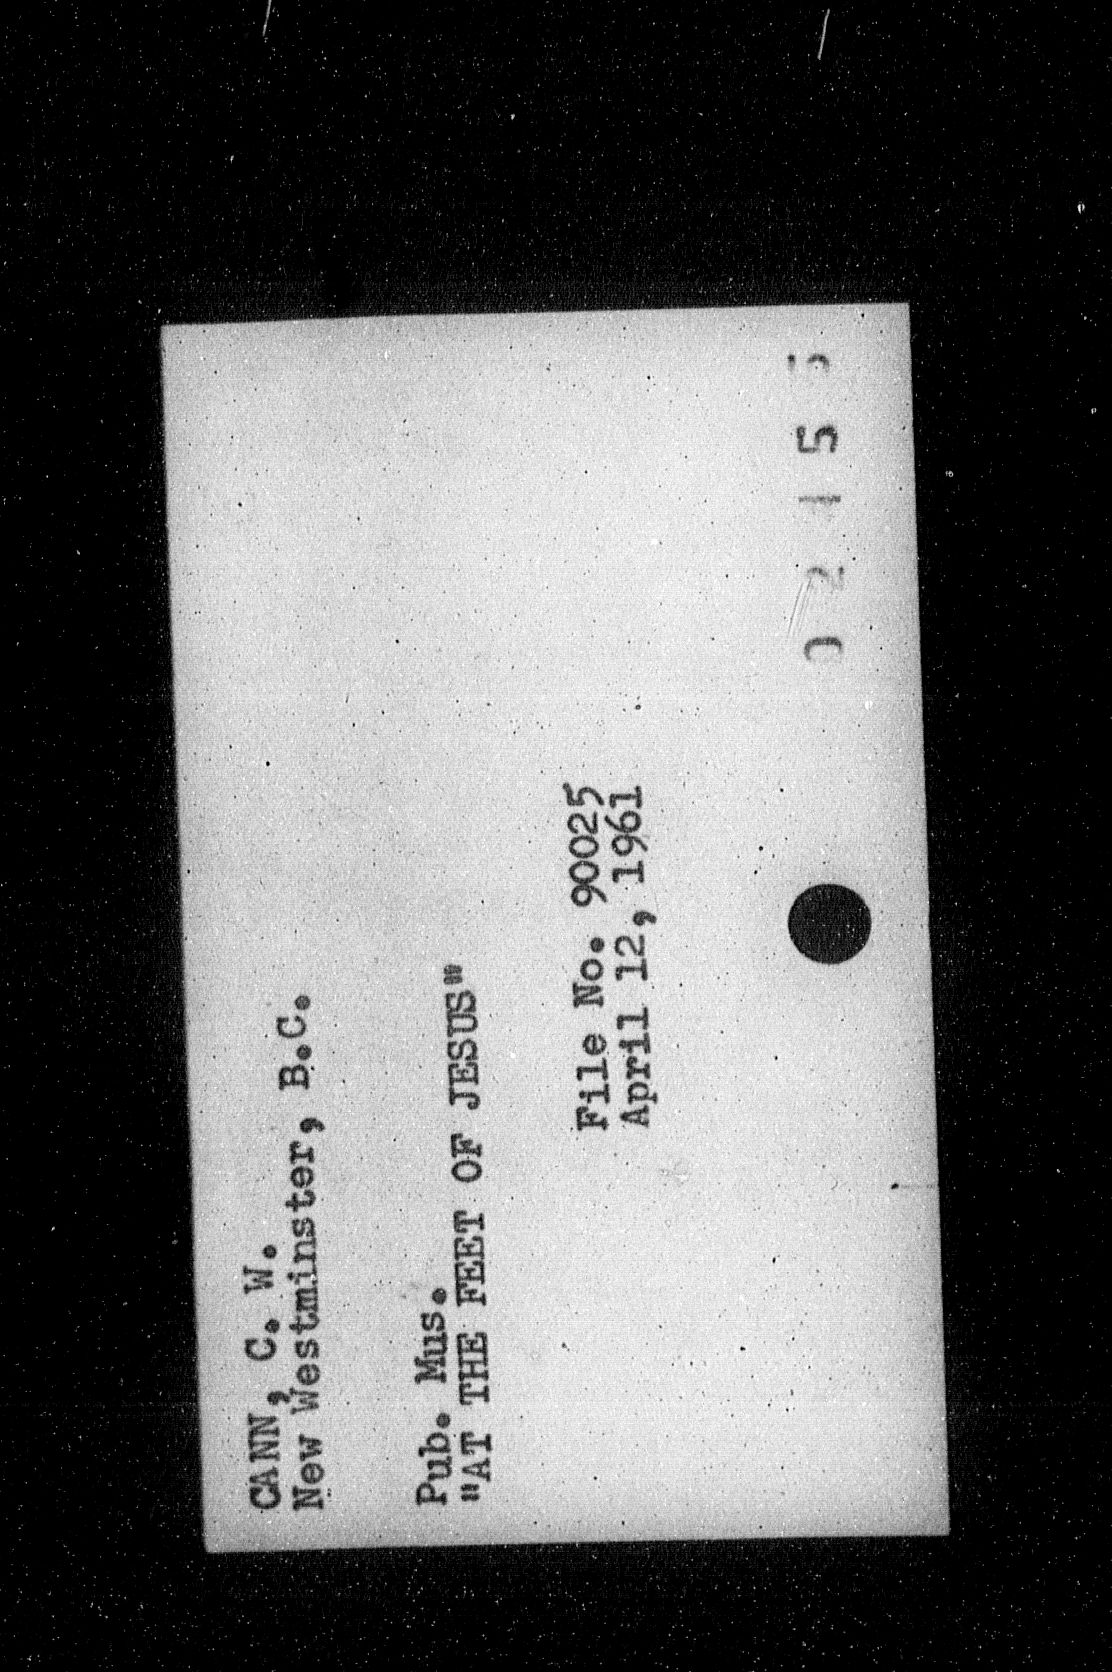 CANN, C. W.
New Westminster, B.C.
Pub. Mus.
"AT THE FEET OF JESUS"
File No. 90025
April 12, 1961